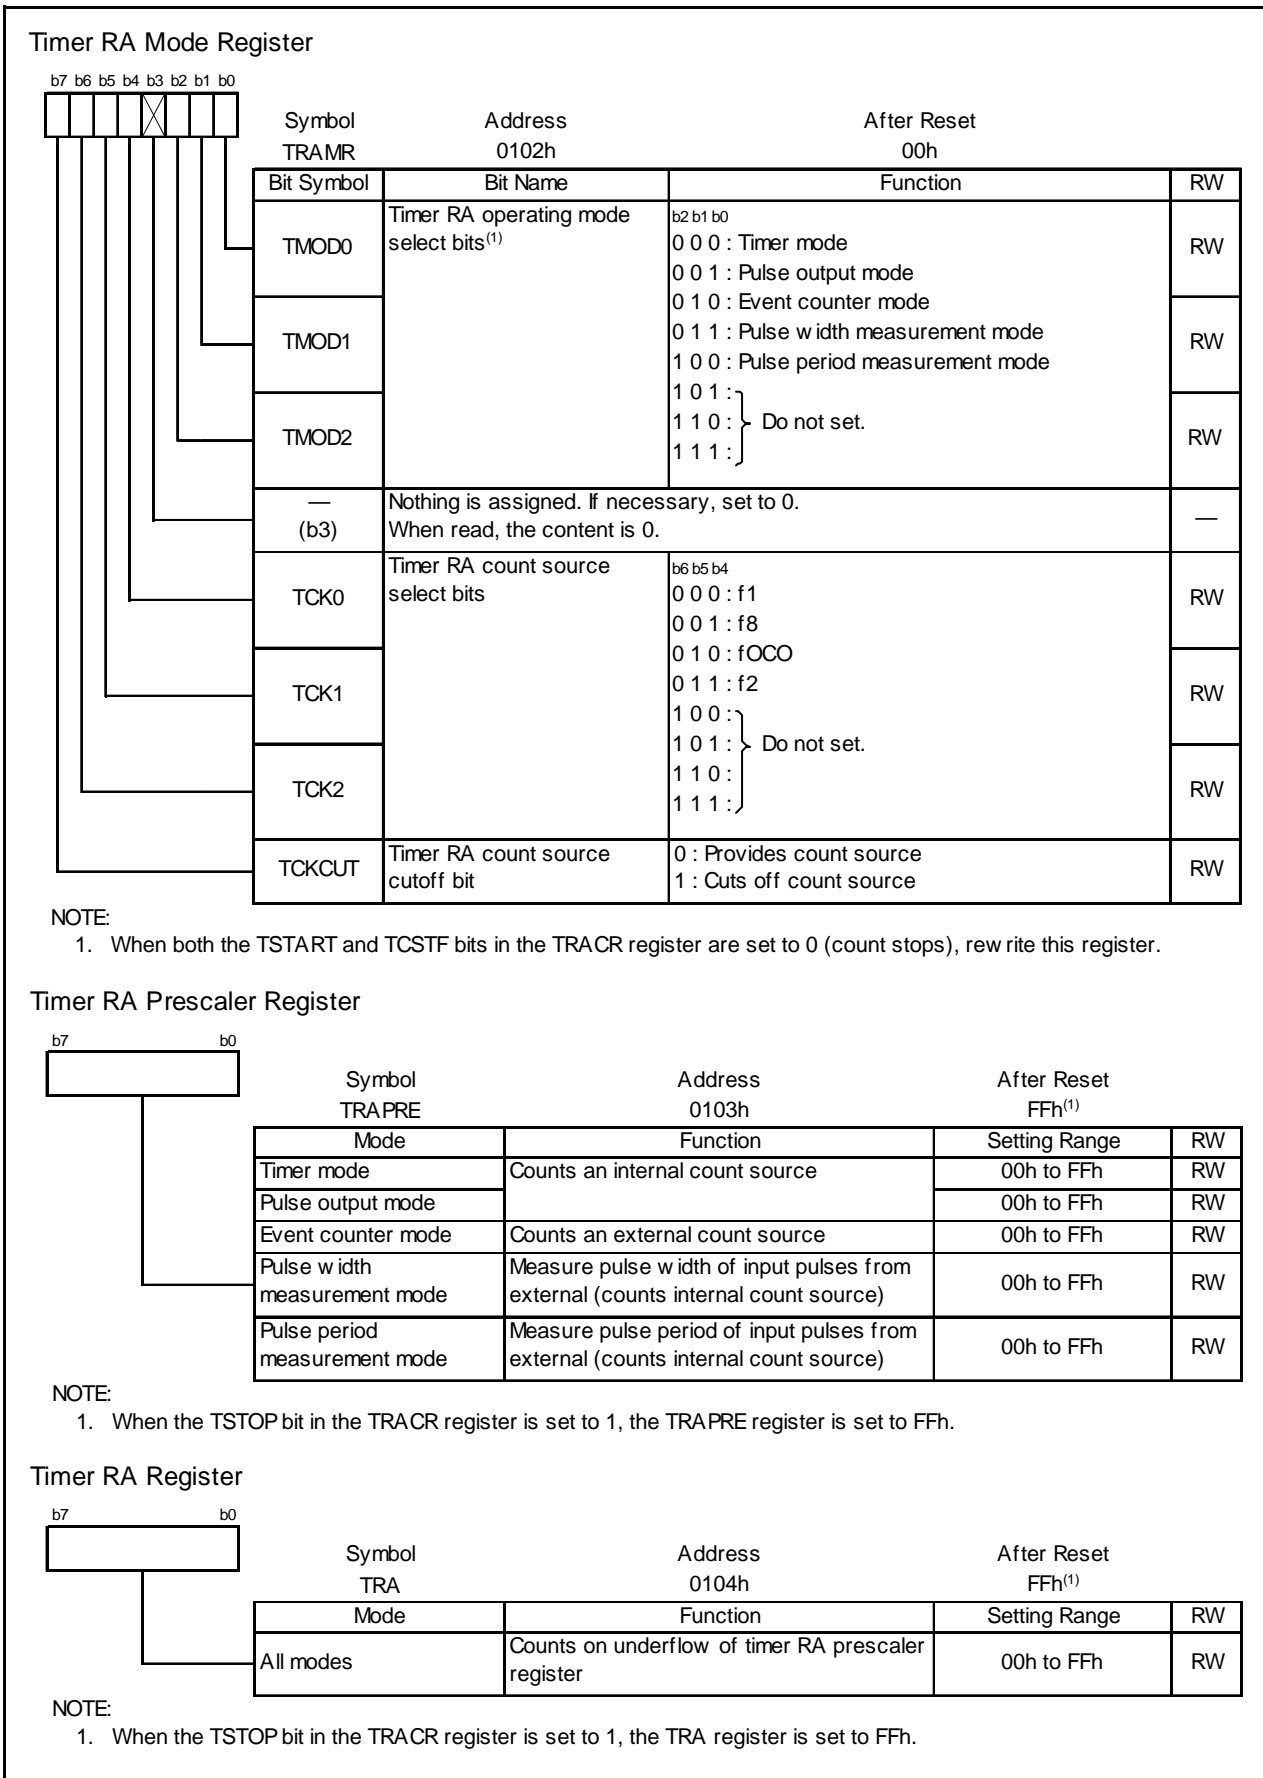 Timer RA Mode Register
b7 b6 b5 b4 b3 b2 b1 b0
Symbol Address After Reset
TRAMR 0102h 00h
Bit Symbol Bit Name Function RW
TMOD0 Timer RA operating mode select bits(1) b2 b1 b0 RW
0 0 0 : Timer mode
0 0 1 : Pulse output mode
0 1 0 : Event counter mode
TMOD1 0 1 1 : Pulse width measurement mode RW
1 0 0 : Pulse period measurement mode
1 0 1 :
TMOD2 1 1 0 : Do not set. RW
1 1 1 :
— (b3) Nothing is assigned. If necessary, set to 0. —
When read, the content is 0.
TCK0 Timer RA count source select bits b6 b5 b4 RW
0 0 0 : f1
0 0 1 : f8
0 1 0 : fOCO
TCK1 0 1 1 : f2 RW
1 0 0 :
1 0 1 : Do not set.
TCK2 1 1 0 : RW
1 1 1 :
TCKCUT Timer RA count source cutoff bit 0 : Provides count source RW
1 : Cuts off count source
NOTE:
1. When both the TSTART and TCSTF bits in the TRACR register are set to 0 (count stops), rewrite this register.
Timer RA Prescaler Register
b7 b0
Symbol Address After Reset
TRAPRE 0103h FFh(1)
Mode Function Setting Range RW
Timer mode Counts an internal count source 00h to FFh RW
Pulse output mode 00h to FFh RW
Event counter mode Counts an external count source 00h to FFh RW
Pulse width measurement mode Measure pulse width of input pulses from external (counts internal count source) 00h to FFh RW
Pulse period measurement mode Measure pulse period of input pulses from external (counts internal count source) 00h to FFh RW
NOTE:
1. When the TSTOP bit in the TRACR register is set to 1, the TRAPRE register is set to FFh.
Timer RA Register
b7 b0
Symbol Address After Reset
TRA 0104h FFh(1)
Mode Function Setting Range RW
All modes Counts on underflow of timer RA prescaler register 00h to FFh RW
NOTE:
1. When the TSTOP bit in the TRACR register is set to 1, the TRA register is set to FFh.